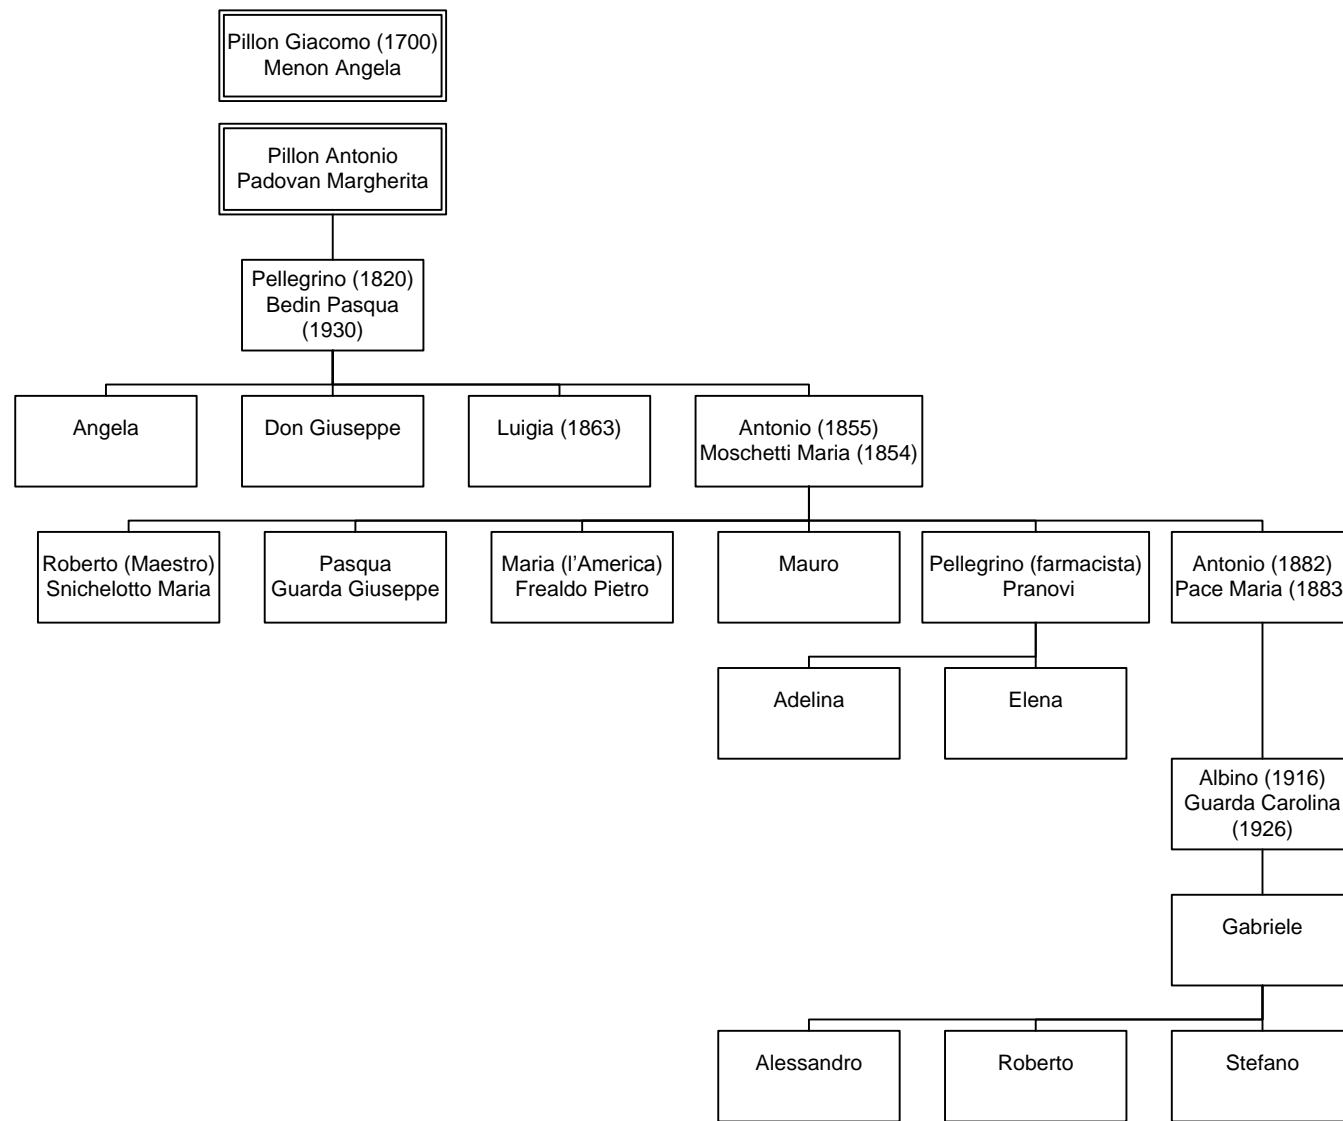 Pillon Giacomo (1700)
Menon Angela
Pillon Antonio
Padovan Margherita
Pellegrino (1820)
Bedin Pasqua
(1930)
Angela
Don Giuseppe
Luigia (1863)
Antonio (1855)
Moschetti Maria (1854)
Roberto (Maestro)
Snichelotto Maria
Pasqua
Guarda Giuseppe
Maria (l'America)
Frealdo Pietro
Mauro
Pellegrino (farmacista)
Pranovi
Antonio (1882)
Pace Maria (1883
Adelina
Elena
Albino (1916)
Guarda Carolina
(1926)
Gabriele
Alessandro
Roberto
Stefano